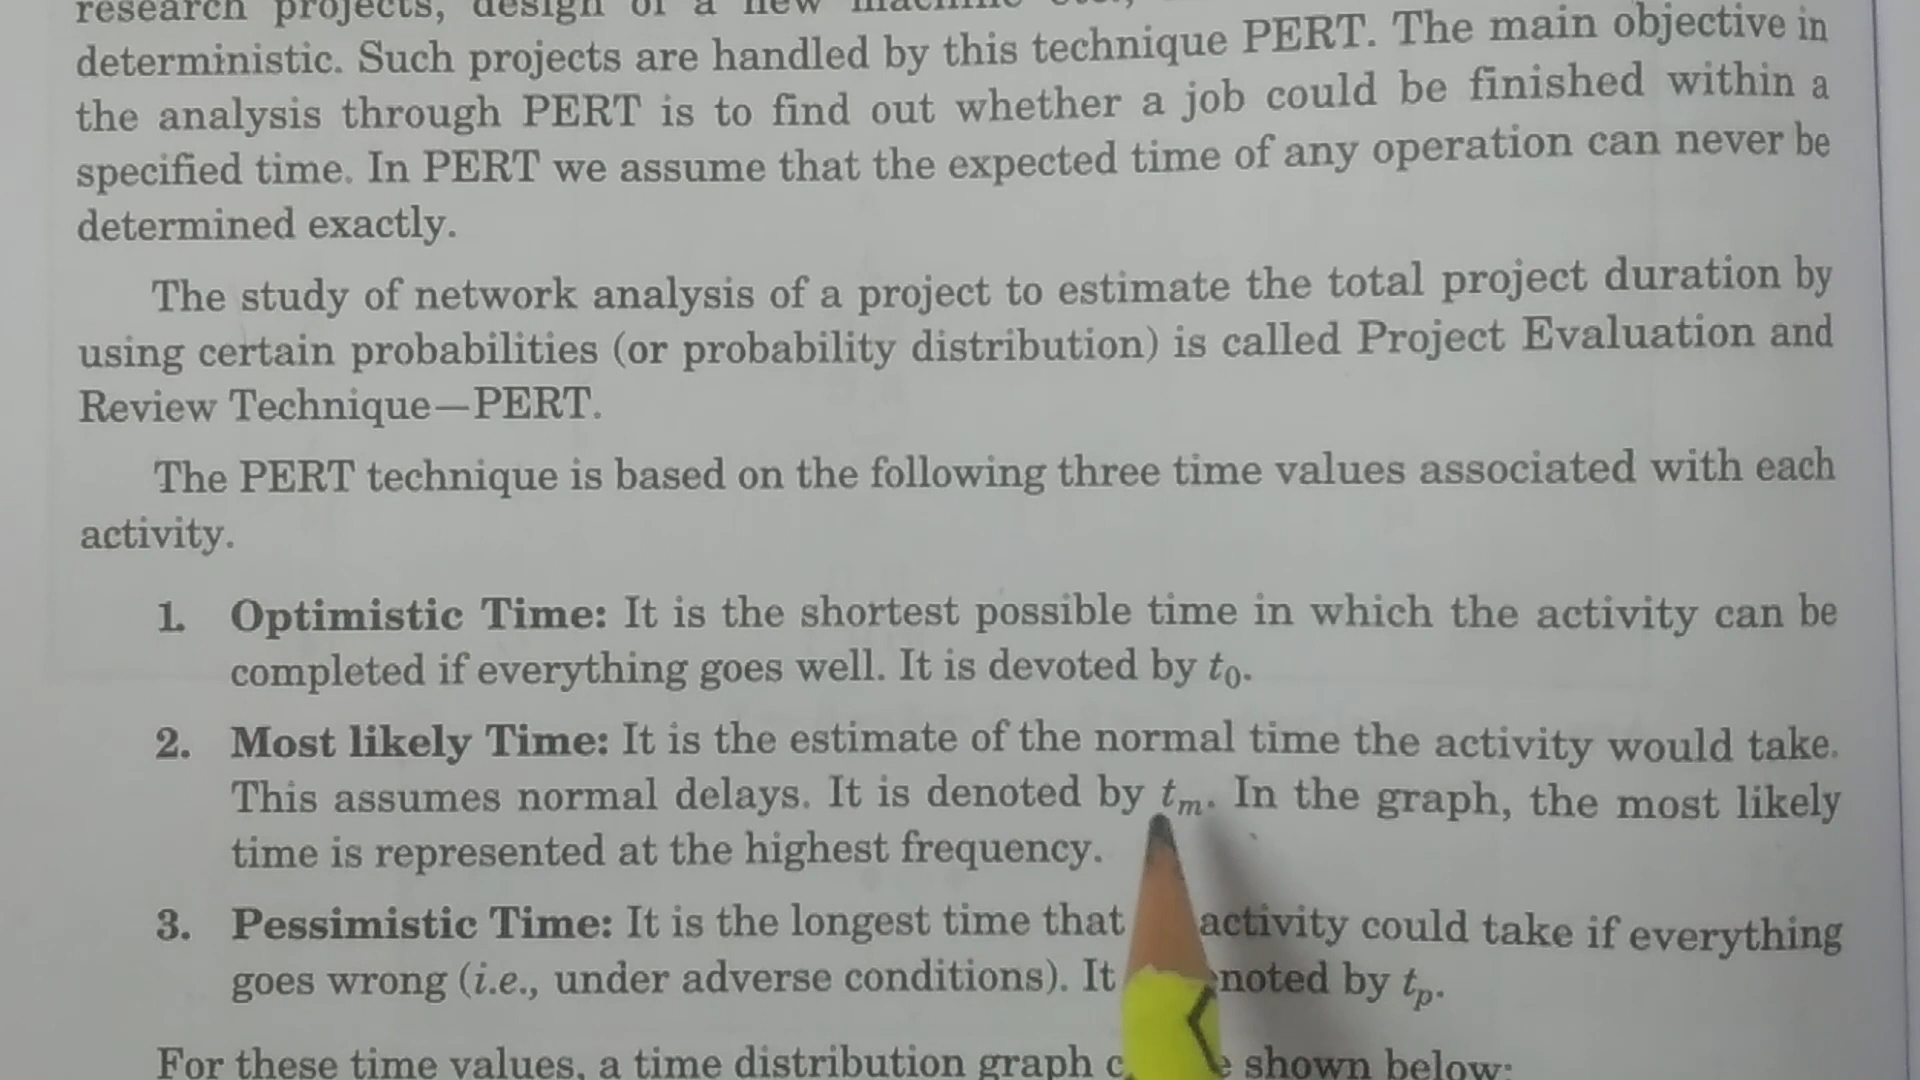 research projects, design of a new machine etc.,
deterministic. Such projects are handled by this technique PERT. The main objective in
the analysis through PERT is to find out whether a job could be finished within a
specified time. In PERT we assume that the expected time of any operation can never be
determined exactly.
The study of network analysis of a project to estimate the total project duration by
using certain probabilities (or probability distribution) is called Project Evaluation and
Review Technique—PERT.
The PERT technique is based on the following three time values associated with each
activity.
1. Optimistic Time: It is the shortest possible time in which the activity can be
completed if everything goes well. It is devoted by t₀.
2. Most likely Time: It is the estimate of the normal time the activity would take.
This assumes normal delays. It is denoted by tₘ. In the graph, the most likely
time is represented at the highest frequency.
3. Pessimistic Time: It is the longest time that activity could take if everything
goes wrong (i.e., under adverse conditions). It noted by tₚ.
For these time values, a time distribution graph shown below: